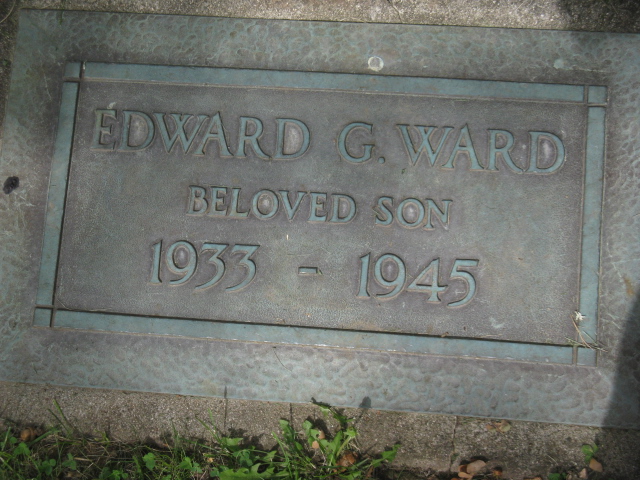 EDWARD G. WARD
BELOVED SON
1933 - 1945